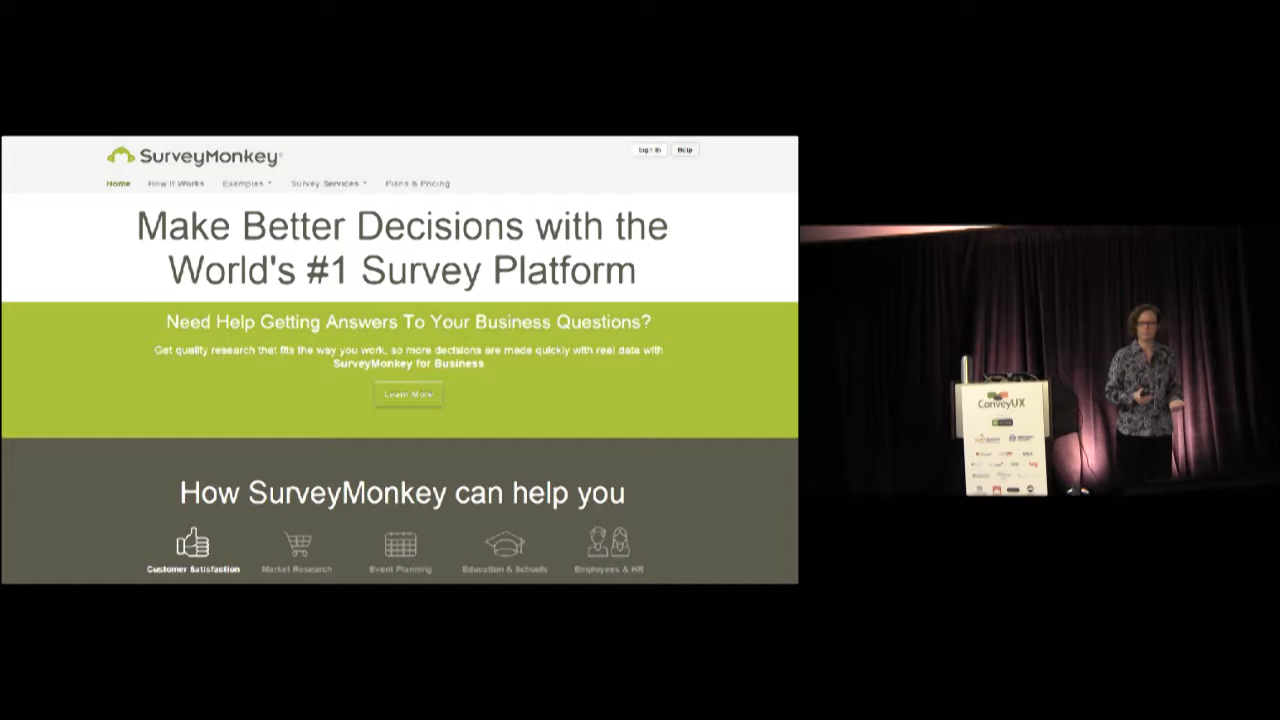 SurveyMonkey
Sign In
Help
Home
How It Works
Examples
Survey Services
Plans & Pricing
Make Better Decisions with the
World's #1 Survey Platform
Need Help Getting Answers To Your Business Questions?
Get quality research that fits the way you work, so more decisions are made quickly with real data with
SurveyMonkey for Business
Learn More
How SurveyMonkey can help you
Customer Satisfaction
Market Research
Event Planning
Education & Schools
Employees & HR
ConveyUX